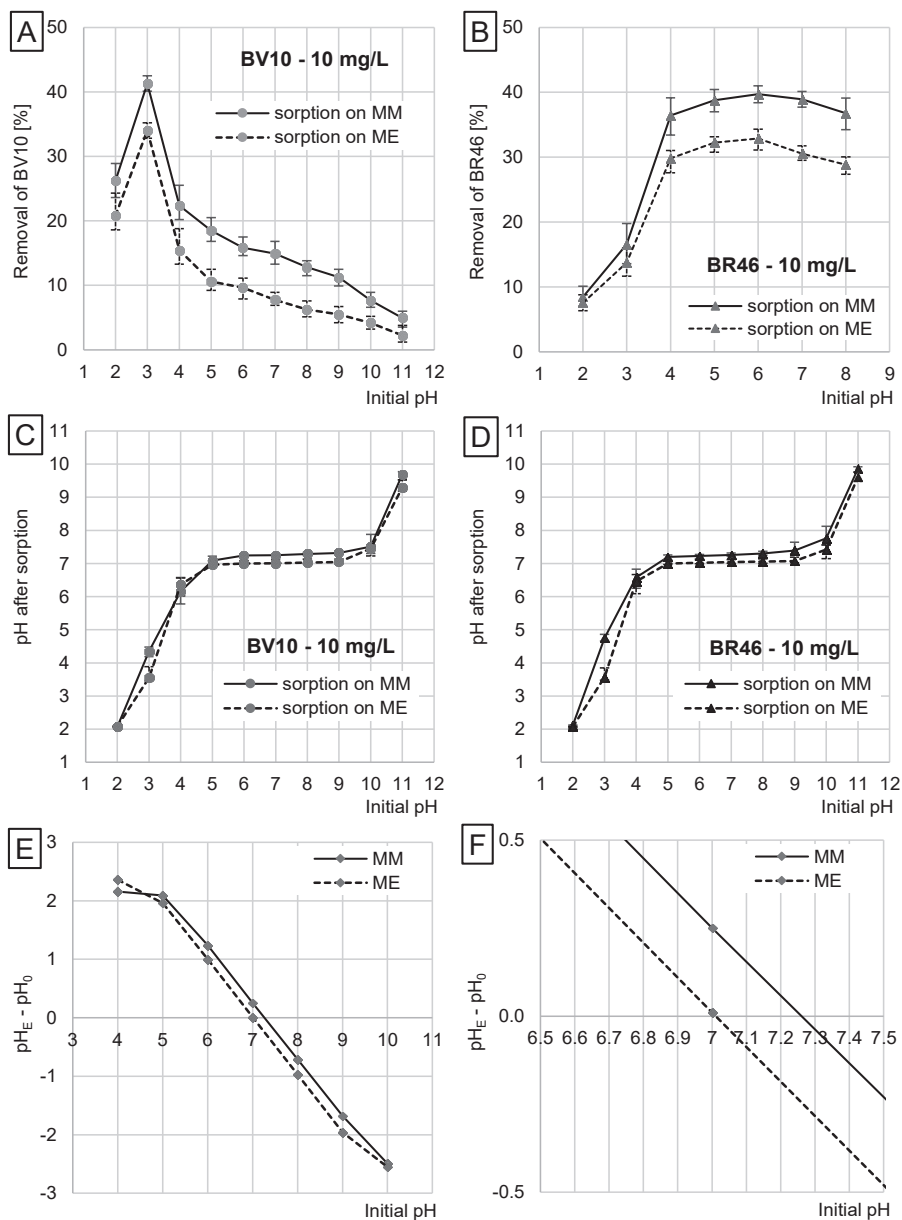 A
BV10 - 10 mg/L
sorption on MM
sorption on ME
Removal of BV10 [%]
50
40
30
20
10
0
1 2 3 4 5 6 7 8 9 10 11 12
Initial pH
B
Removal of BR46 [%]
50
40
30
20
10
0
BR46 - 10 mg/L
sorption on MM
sorption on ME
1 2 3 4 5 6 7 8 9
Initial pH
C
pH after sorption
11
10
9
8
7
6
5
4
3
2
1
BV10 - 10 mg/L
sorption on MM
sorption on ME
1 2 3 4 5 6 7 8 9 10 11 12
Initial pH
D
pH after sorption
11
10
9
8
7
6
5
4
3
2
1
BR46 - 10 mg/L
sorption on MM
sorption on ME
1 2 3 4 5 6 7 8 9 10 11 12
Initial pH
E
MM
ME
pH_E - pH_0
3
2
1
0
-1
-2
-3
3 4 5 6 7 8 9 10 11
Initial pH
F
MM
ME
pH_E - pH_0
0.5
0.0
-0.5
6.5 6.6 6.7 6.8 6.9 7 7.1 7.2 7.3 7.4 7.5
Initial pH